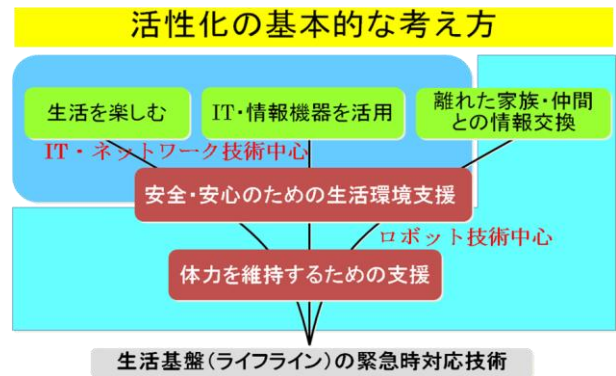 活性化の基本的な考え方
生活を楽しむ
IT・情報機器を活用
離れた家族・仲間
との情報交換
IT・ネットワーク技術中心
安全・安心のための生活環境支援
ロボット技術中心
体力を維持するための支援
生活基盤(ライフライン)の緊急時対応技術